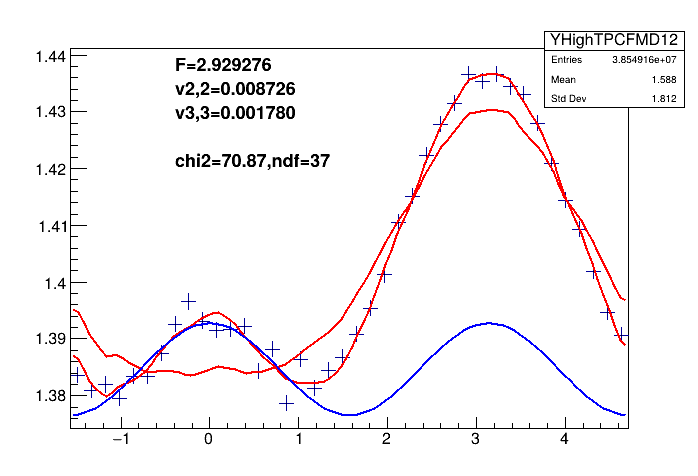 YHighTPCFMD12
Entries 3.854916e+07
Mean 1.588
Std Dev 1.812
F=2.929276
v2,2=0.008726
v3,3=0.001780
chi2=70.87,ndf=37
1.44
1.43
1.42
1.41
1.4
1.39
1.38
−1 0 1 2 3 4